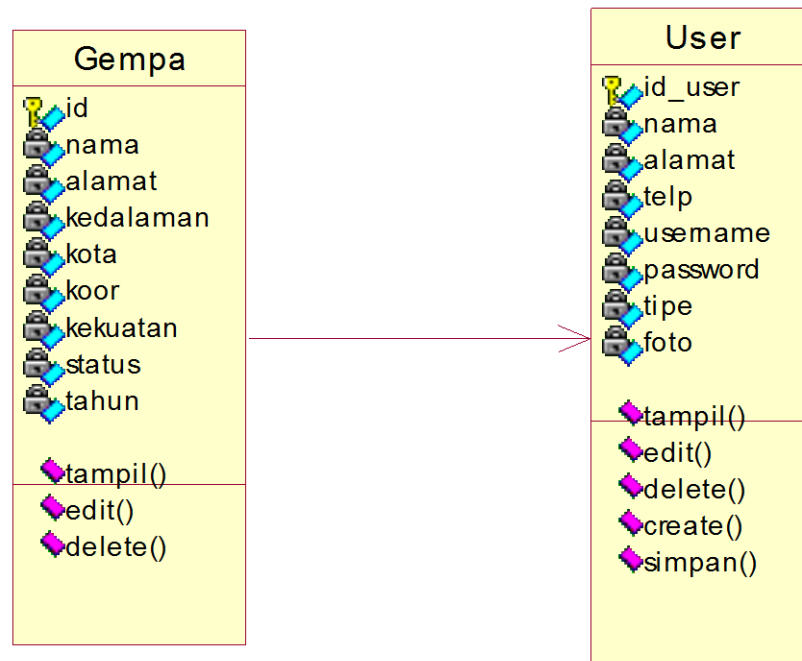 Gempa
id
nama
alamat
kedalaman
kota
koor
kekuatan
status
tahun
tampil()
edit()
delete()
User
id_user
nama
alamat
telp
username
password
tipe
foto
tampil()
edit()
delete()
create()
simpan()